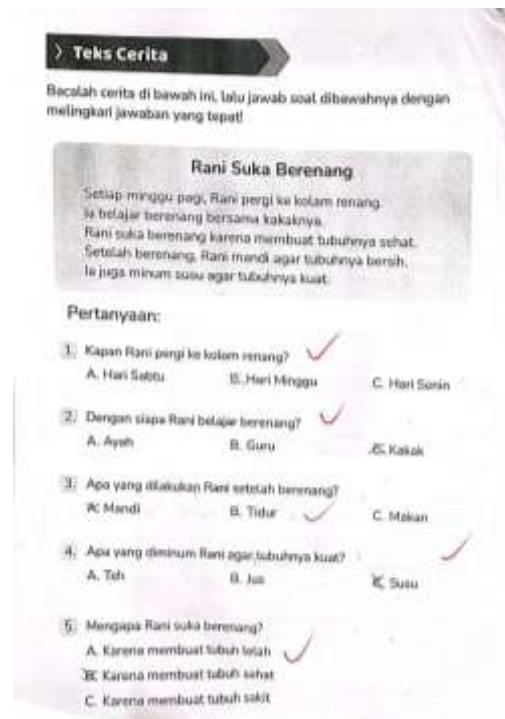 Teks Cerita
Bacalah cerita di bawah ini, lalu jawab soal dibawahnya dengan
melingkari jawaban yang tepat!
Rani Suka Berenang
Setiap minggu pagi, Rani pergi ke kolam renang.
Ia belajar berenang bersama kakaknya.
Rani suka berenang karena membuat tubuhnya sehat.
Setelah berenang, Rani mandi agar tubuhnya bersih.
Ia juga minum susu agar tubuhnya kuat.
Pertanyaan:
1. Kapan Rani pergi ke kolam renang?
A. Hari Sabtu B. Hari Minggu C. Hari Senin
2. Dengan siapa Rani belajar berenang?
A. Ayah B. Guru C. Kakak
3. Apa yang dilakukan Rani setelah berenang?
A. Mandi B. Tidur C. Makan
4. Apa yang diminum Rani agar tubuhnya kuat?
A. Teh B. Jus C. Susu
5. Mengapa Rani suka berenang?
A. Karena membuat tubuh lelah
B. Karena membuat tubuh sehat
C. Karena membuat tubuh sakit